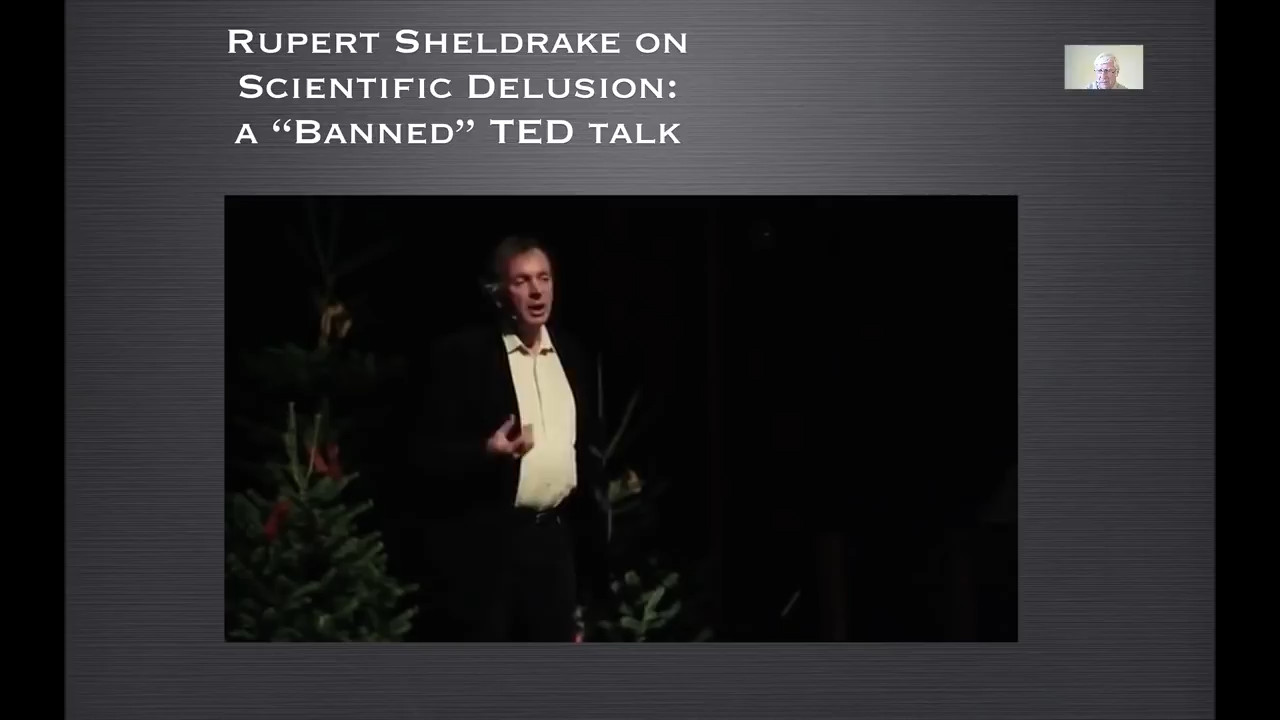 Rupert Sheldrake on
Scientific Delusion:
a “Banned” TED talk